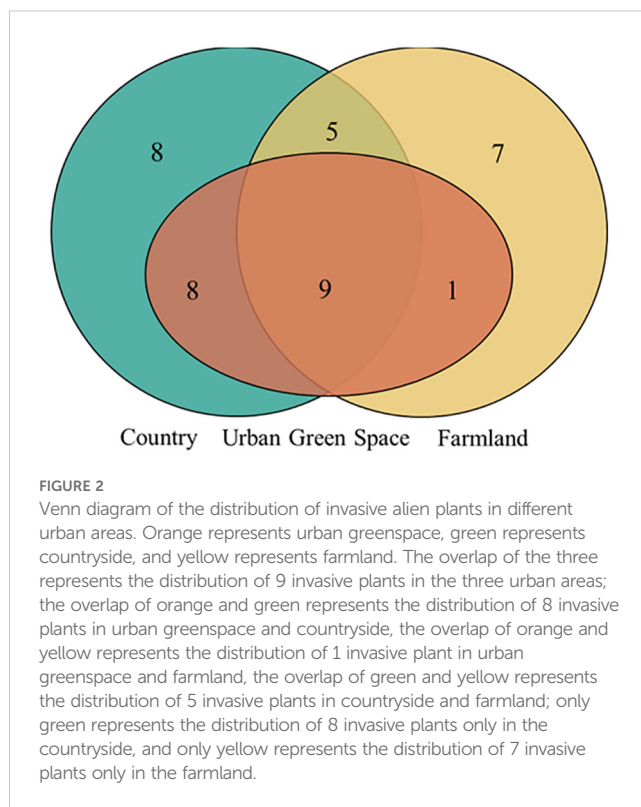 8
5
7
8
9
1
Country Urban Green Space Farmland
FIGURE 2
Venn diagram of the distribution of invasive alien plants in different
urban areas. Orange represents urban greenspace, green represents
countryside, and yellow represents farmland. The overlap of the three
represents the distribution of 9 invasive plants in the three urban areas;
the overlap of orange and green represents the distribution of 8 invasive
plants in urban greenspace and countryside, the overlap of orange and
yellow represents the distribution of 1 invasive plant in urban
greenspace and farmland, the overlap of green and yellow represents
the distribution of 5 invasive plants in countryside and farmland; only
green represents the distribution of 8 invasive plants only in the
countryside, and only yellow represents the distribution of 7 invasive
plants only in the farmland.